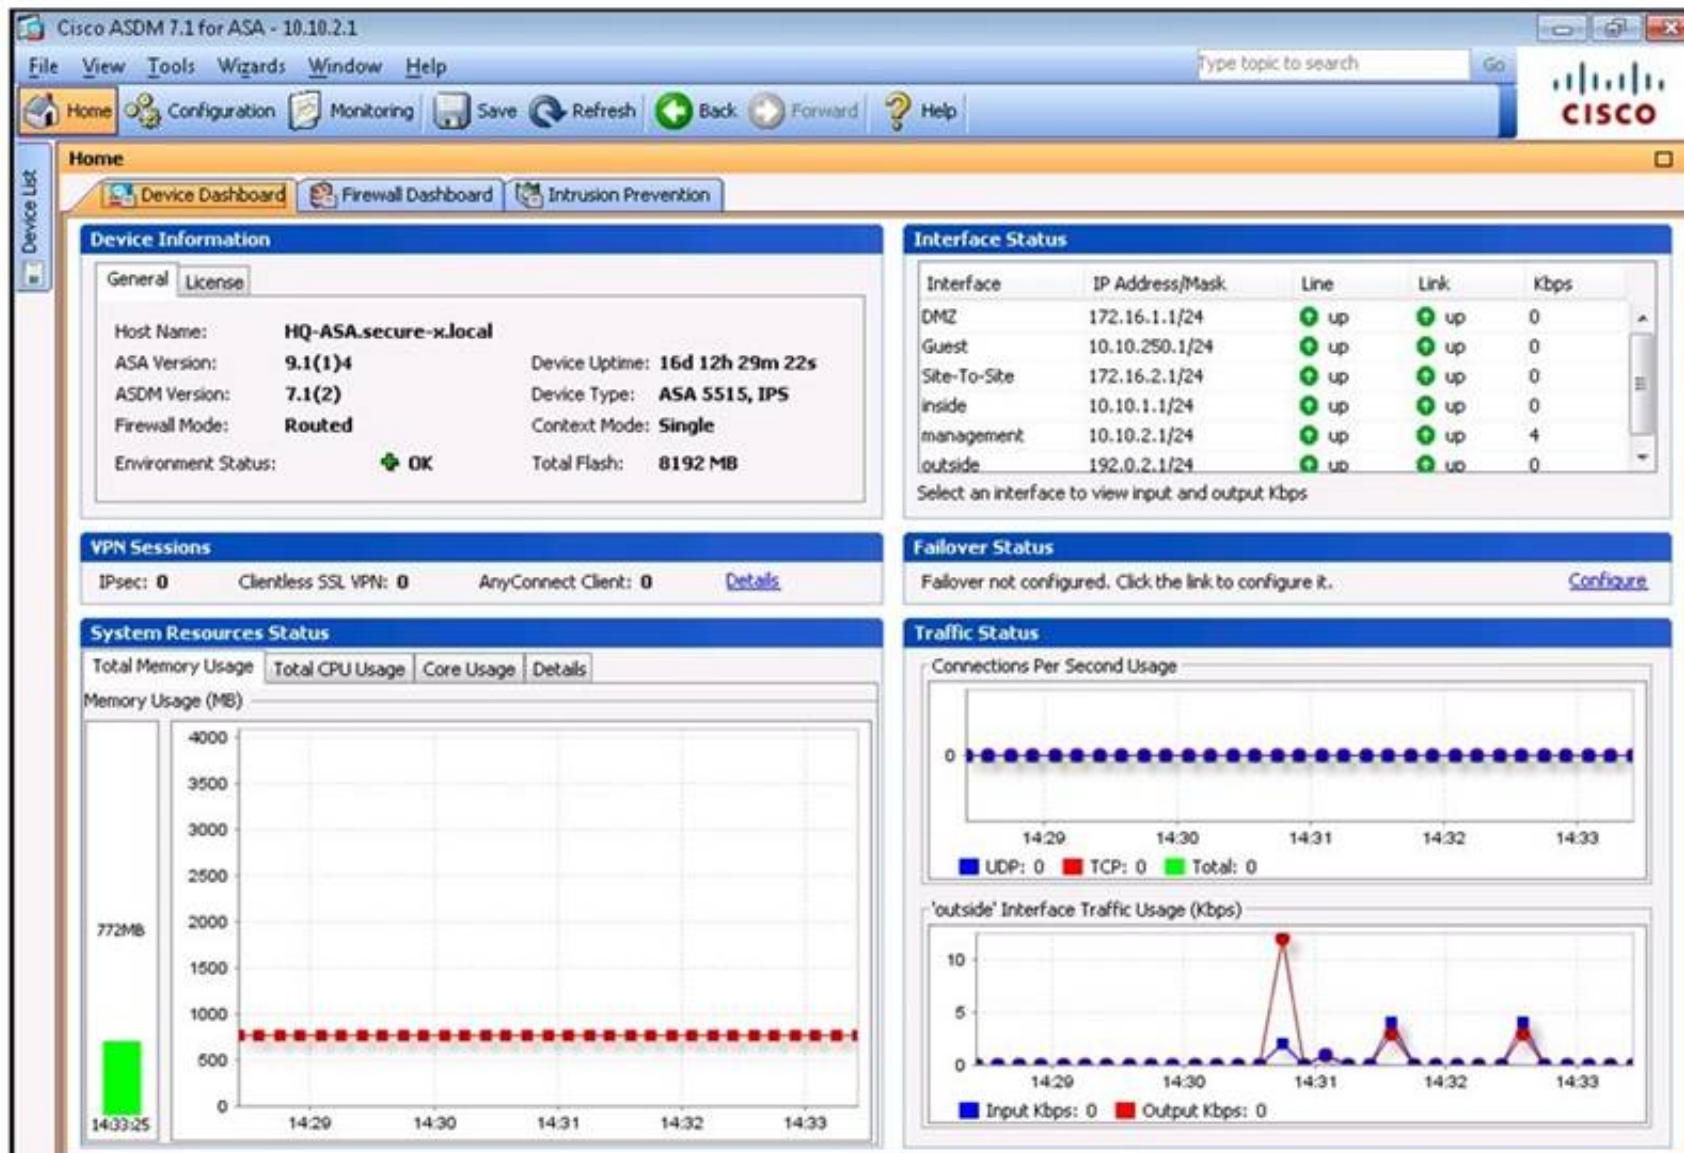 Cisco ASDM 7.1 for ASA - 10.10.2.1
File View Tools Wizards Window Help
Type topic to search Go
CISCO
Home Configuration Monitoring Save Refresh Back Forward Help
Device List
Home
Device Dashboard Firewall Dashboard Intrusion Prevention
Device Information
General License
Host Name: HQ-ASA.secure-x.local
ASA Version: 9.1(1)4 Device Uptime: 16d 12h 29m 22s
ASDM Version: 7.1(2) Device Type: ASA 5515, IPS
Firewall Mode: Routed Context Mode: Single
Environment Status: OK Total Flash: 8192 MB
Interface Status
Interface IP Address/Mask Line Link Kbps
DMZ 172.16.1.1/24 up up 0
Guest 10.10.250.1/24 up up 0
Site-To-Site 172.16.2.1/24 up up 0
inside 10.10.1.1/24 up up 0
management 10.10.2.1/24 up up 4
outside 192.0.2.1/24 up up 0
Select an interface to view input and output Kbps
VPN Sessions
IPsec: 0 Clientless SSL VPN: 0 AnyConnect Client: 0 Details
Failover Status
Failover not configured. Click the link to configure it. Configure
System Resources Status
Total Memory Usage Total CPU Usage Core Usage Details
Memory Usage (MB)
4000
3500
3000
2500
772MB 2000
1500
1000
500
0
14:33:25 14:29 14:30 14:31 14:32 14:33
Traffic Status
Connections Per Second Usage
0
14:29 14:30 14:31 14:32 14:33
UDP: 0 TCP: 0 Total: 0
'outside' Interface Traffic Usage (Kbps)
10
5
0
14:29 14:30 14:31 14:32 14:33
Input Kbps: 0 Output Kbps: 0